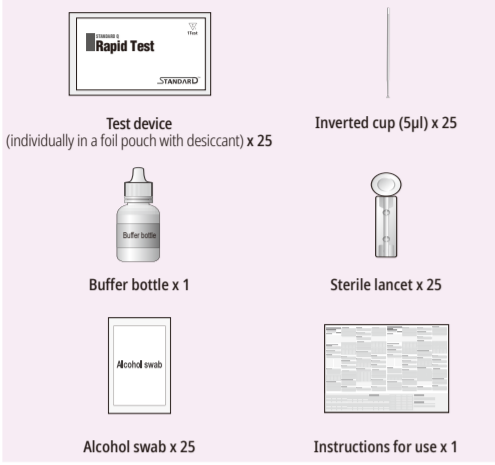 STANDARD Q
Rapid Test
1Test
STANDARD
Test device
(individually in a foil pouch with desiccant) x 25
Inverted cup (5µl) x 25
Buffer bottle
Buffer bottle x 1
Sterile lancet x 25
Alcohol swab
Alcohol swab x 25
Instructions for use x 1